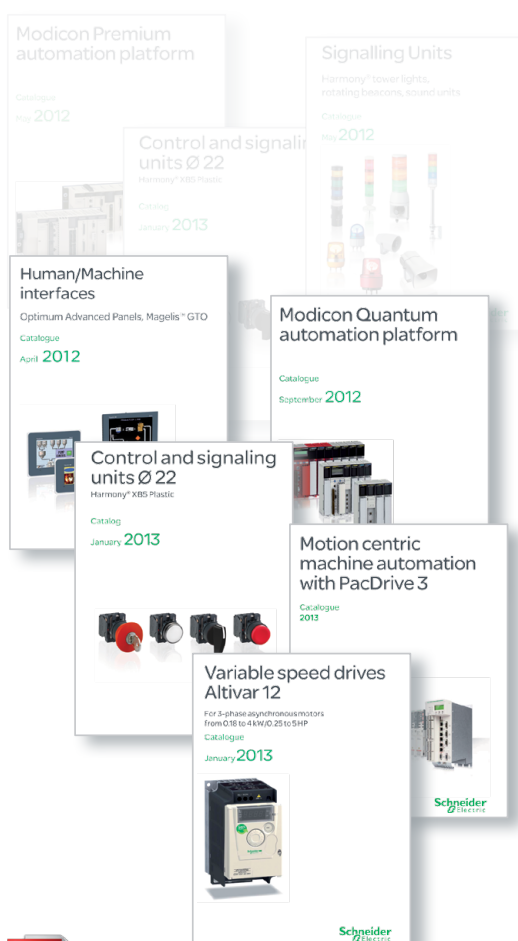 Modicon Premium
automation platform
Catalogue
May 2012
Signalling Units
Harmony® tower lights,
rotating beacons, sound units
Catalogue
May 2012
Control and signalin
units Ø 22
Harmony® XB5 Plastic
Catalog
January 2013
Human/Machine
interfaces
Optimum Advanced Panels, Magelis™ GTO
Catalogue
April 2012
Modicon Quantum
automation platform
Catalogue
September 2012
Control and signaling
units Ø 22
Harmony® XB5 Plastic
Catalog
January 2013
Motion centric
machine automation
with PacDrive 3
Catalogue
2013
Schneider
Electric
Variable speed drives
Altivar 12
For 3-phase asynchronous motors
from 0.18 to 4 kW/0.25 to 5 HP
Catalogue
January 2013
Schneider
Electric